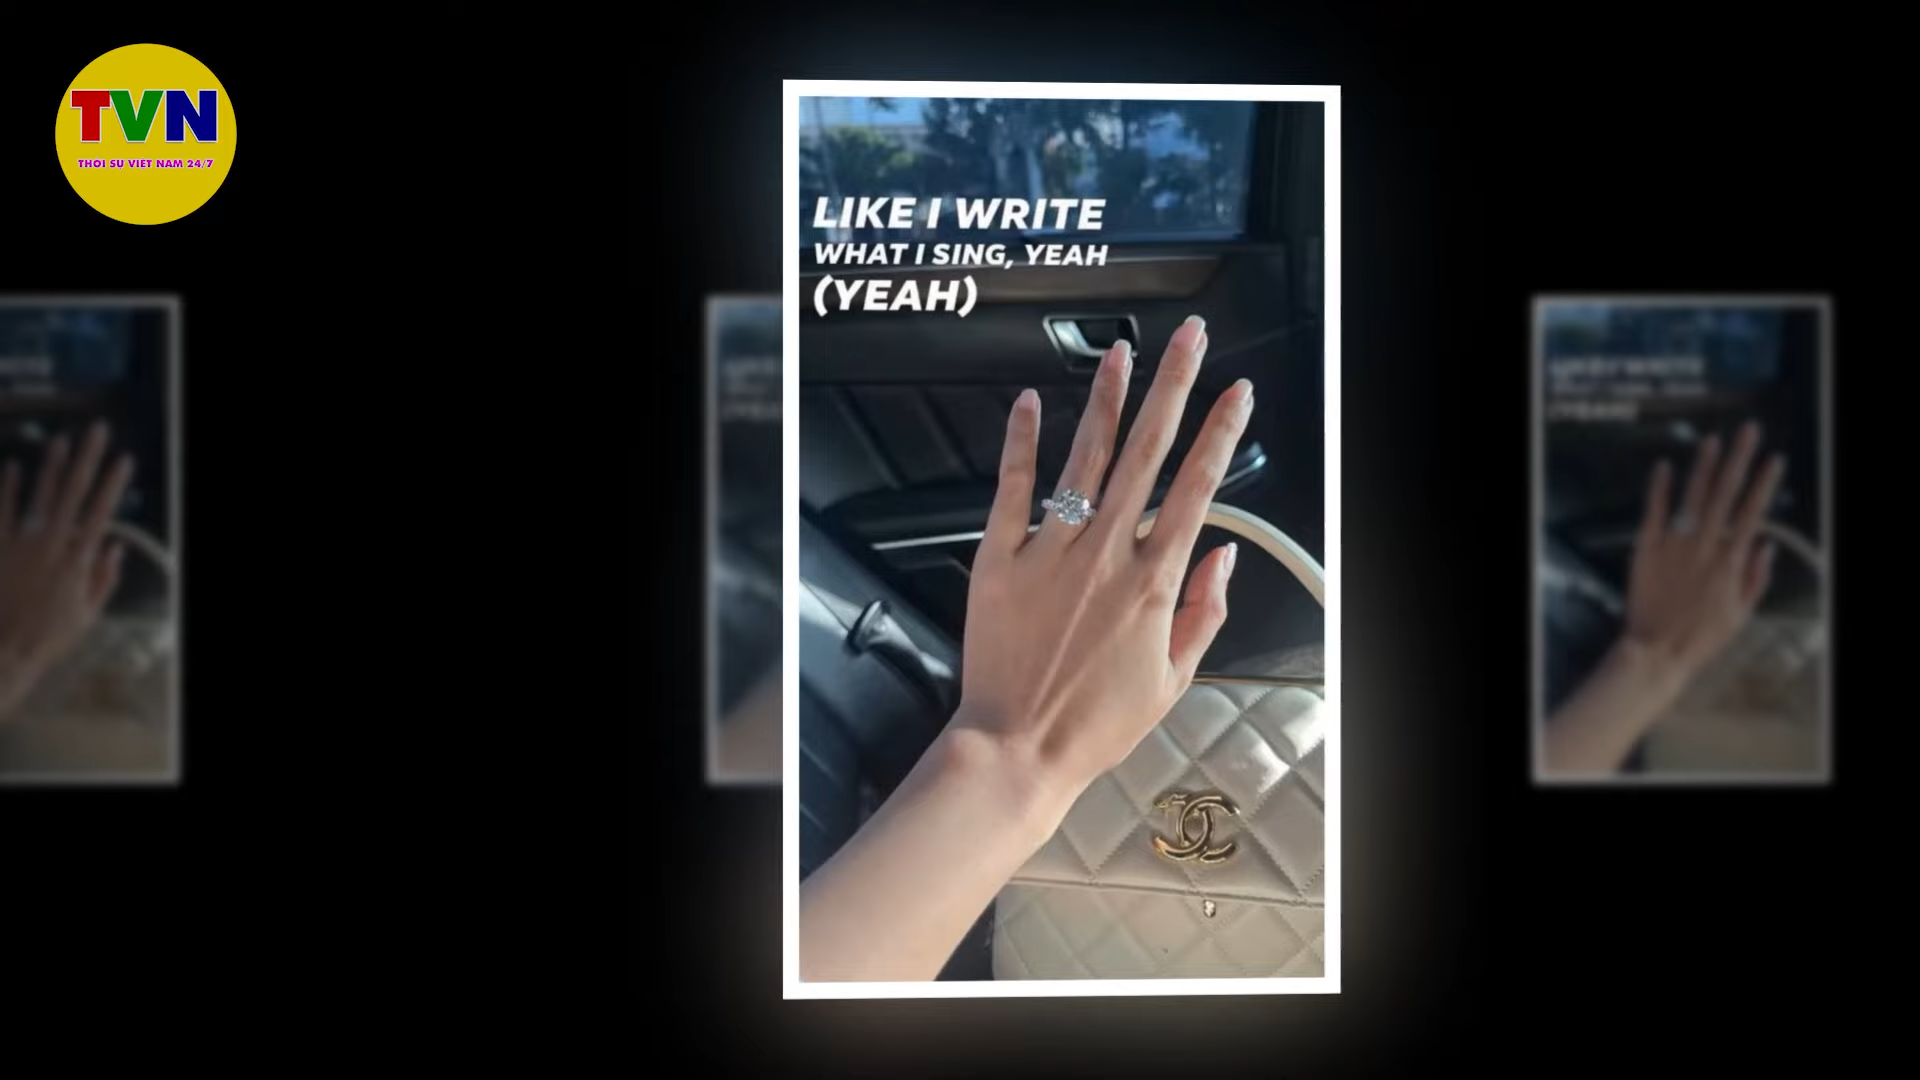 TVN
THOI SU VIET NAM 24/7
LIKE I WRITE
WHAT I SING, YEAH
(YEAH)